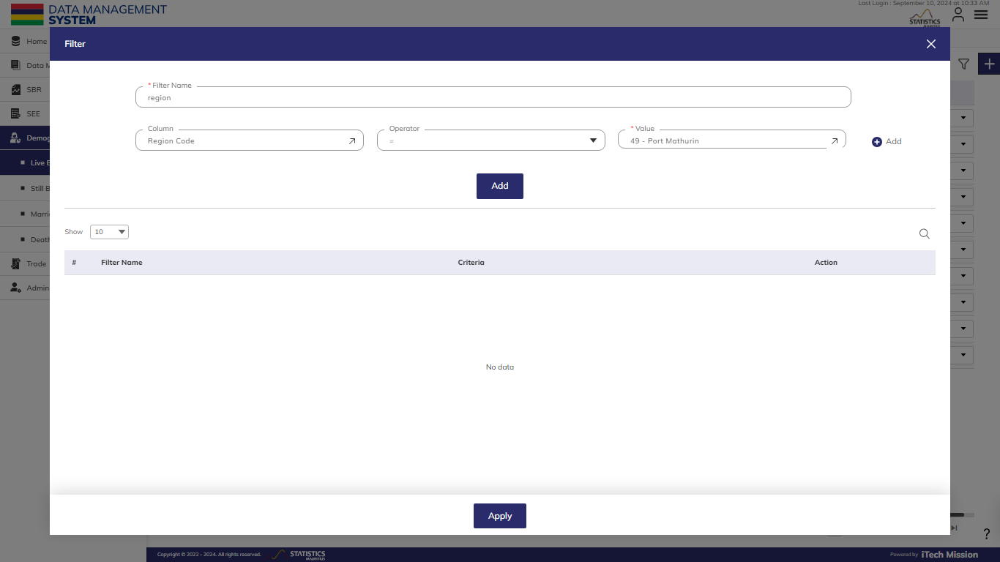 DATA MANAGEMENT
SYSTEM
Last Login : September 10, 2024 at 10:33 AM
STATISTICS
MAURITIUS
Home
Data M
SBR
SEE
Demog
Live B
Still B
Marri
Death
Trade
Admin
Filter
* Filter Name
region
Column
Region Code
Operator
=
* Value
49 - Port Mathurin
Add
Add
Show 10
# Filter Name Criteria Action
No data
Apply
?
Copyright © 2022 - 2024. All rights reserved.
STATISTICS
MAURITIUS
Powered by iTech Mission